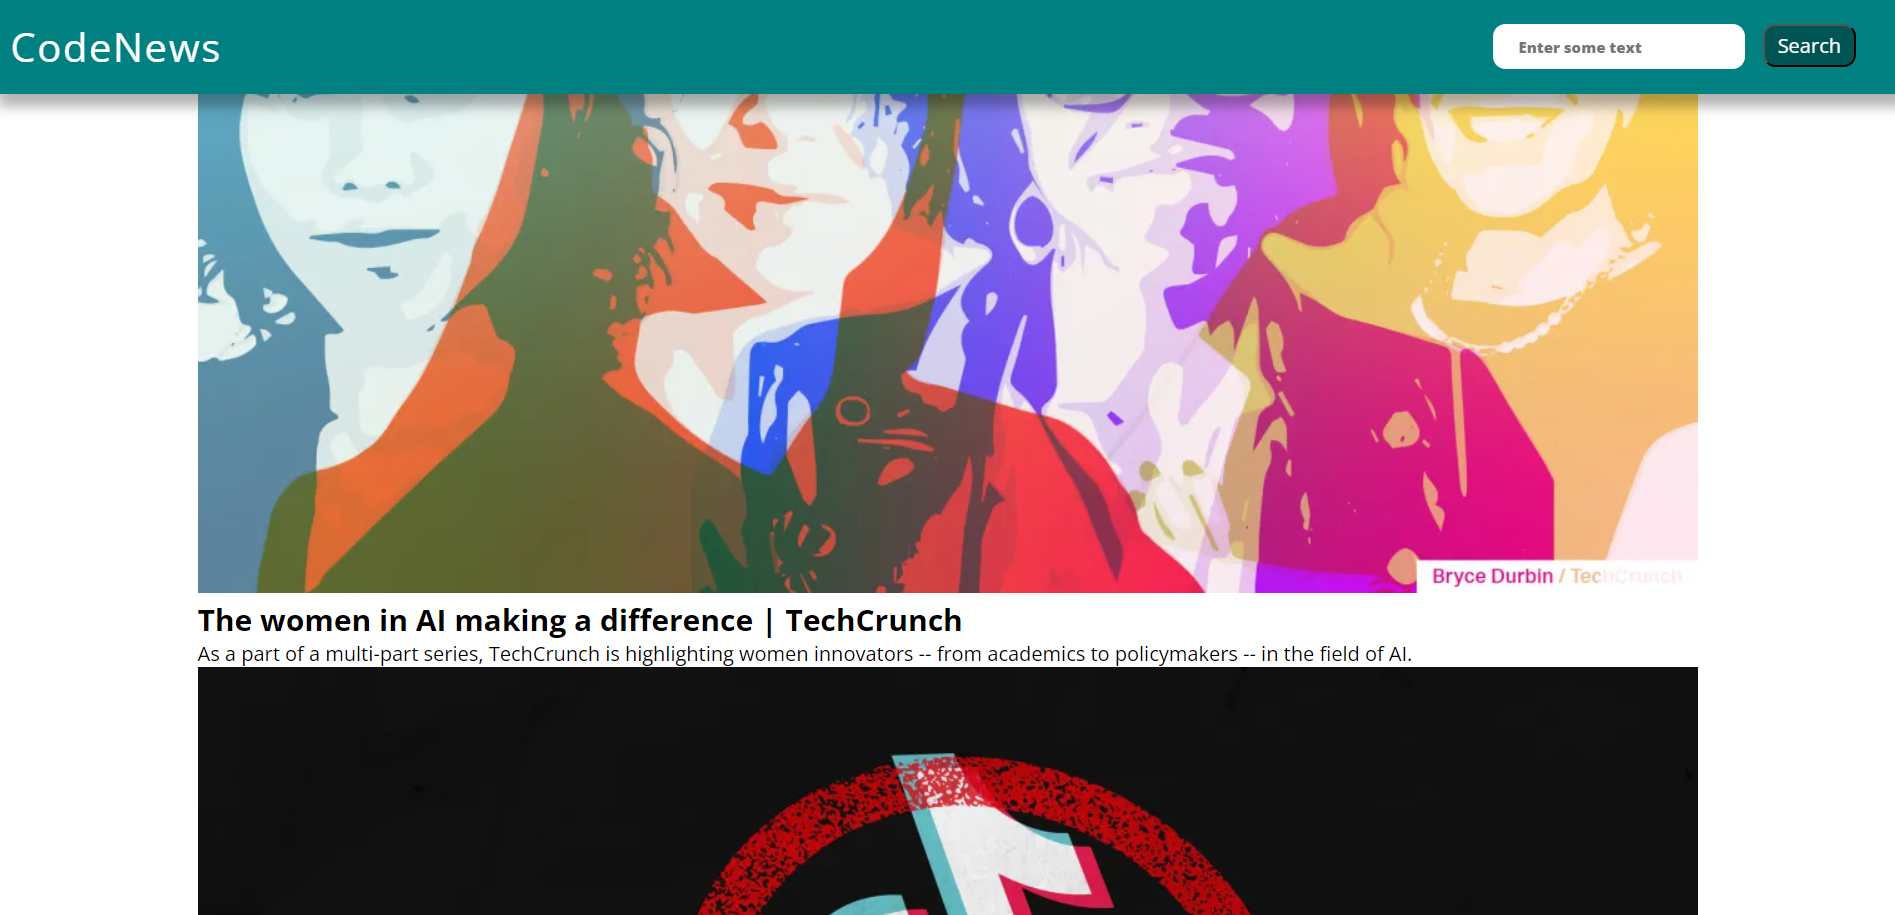 CodeNews
Enter some text
Search
Bryce Durbin / TechCrunch
The women in AI making a difference | TechCrunch
As a part of a multi-part series, TechCrunch is highlighting women innovators -- from academics to policymakers -- in the field of AI.